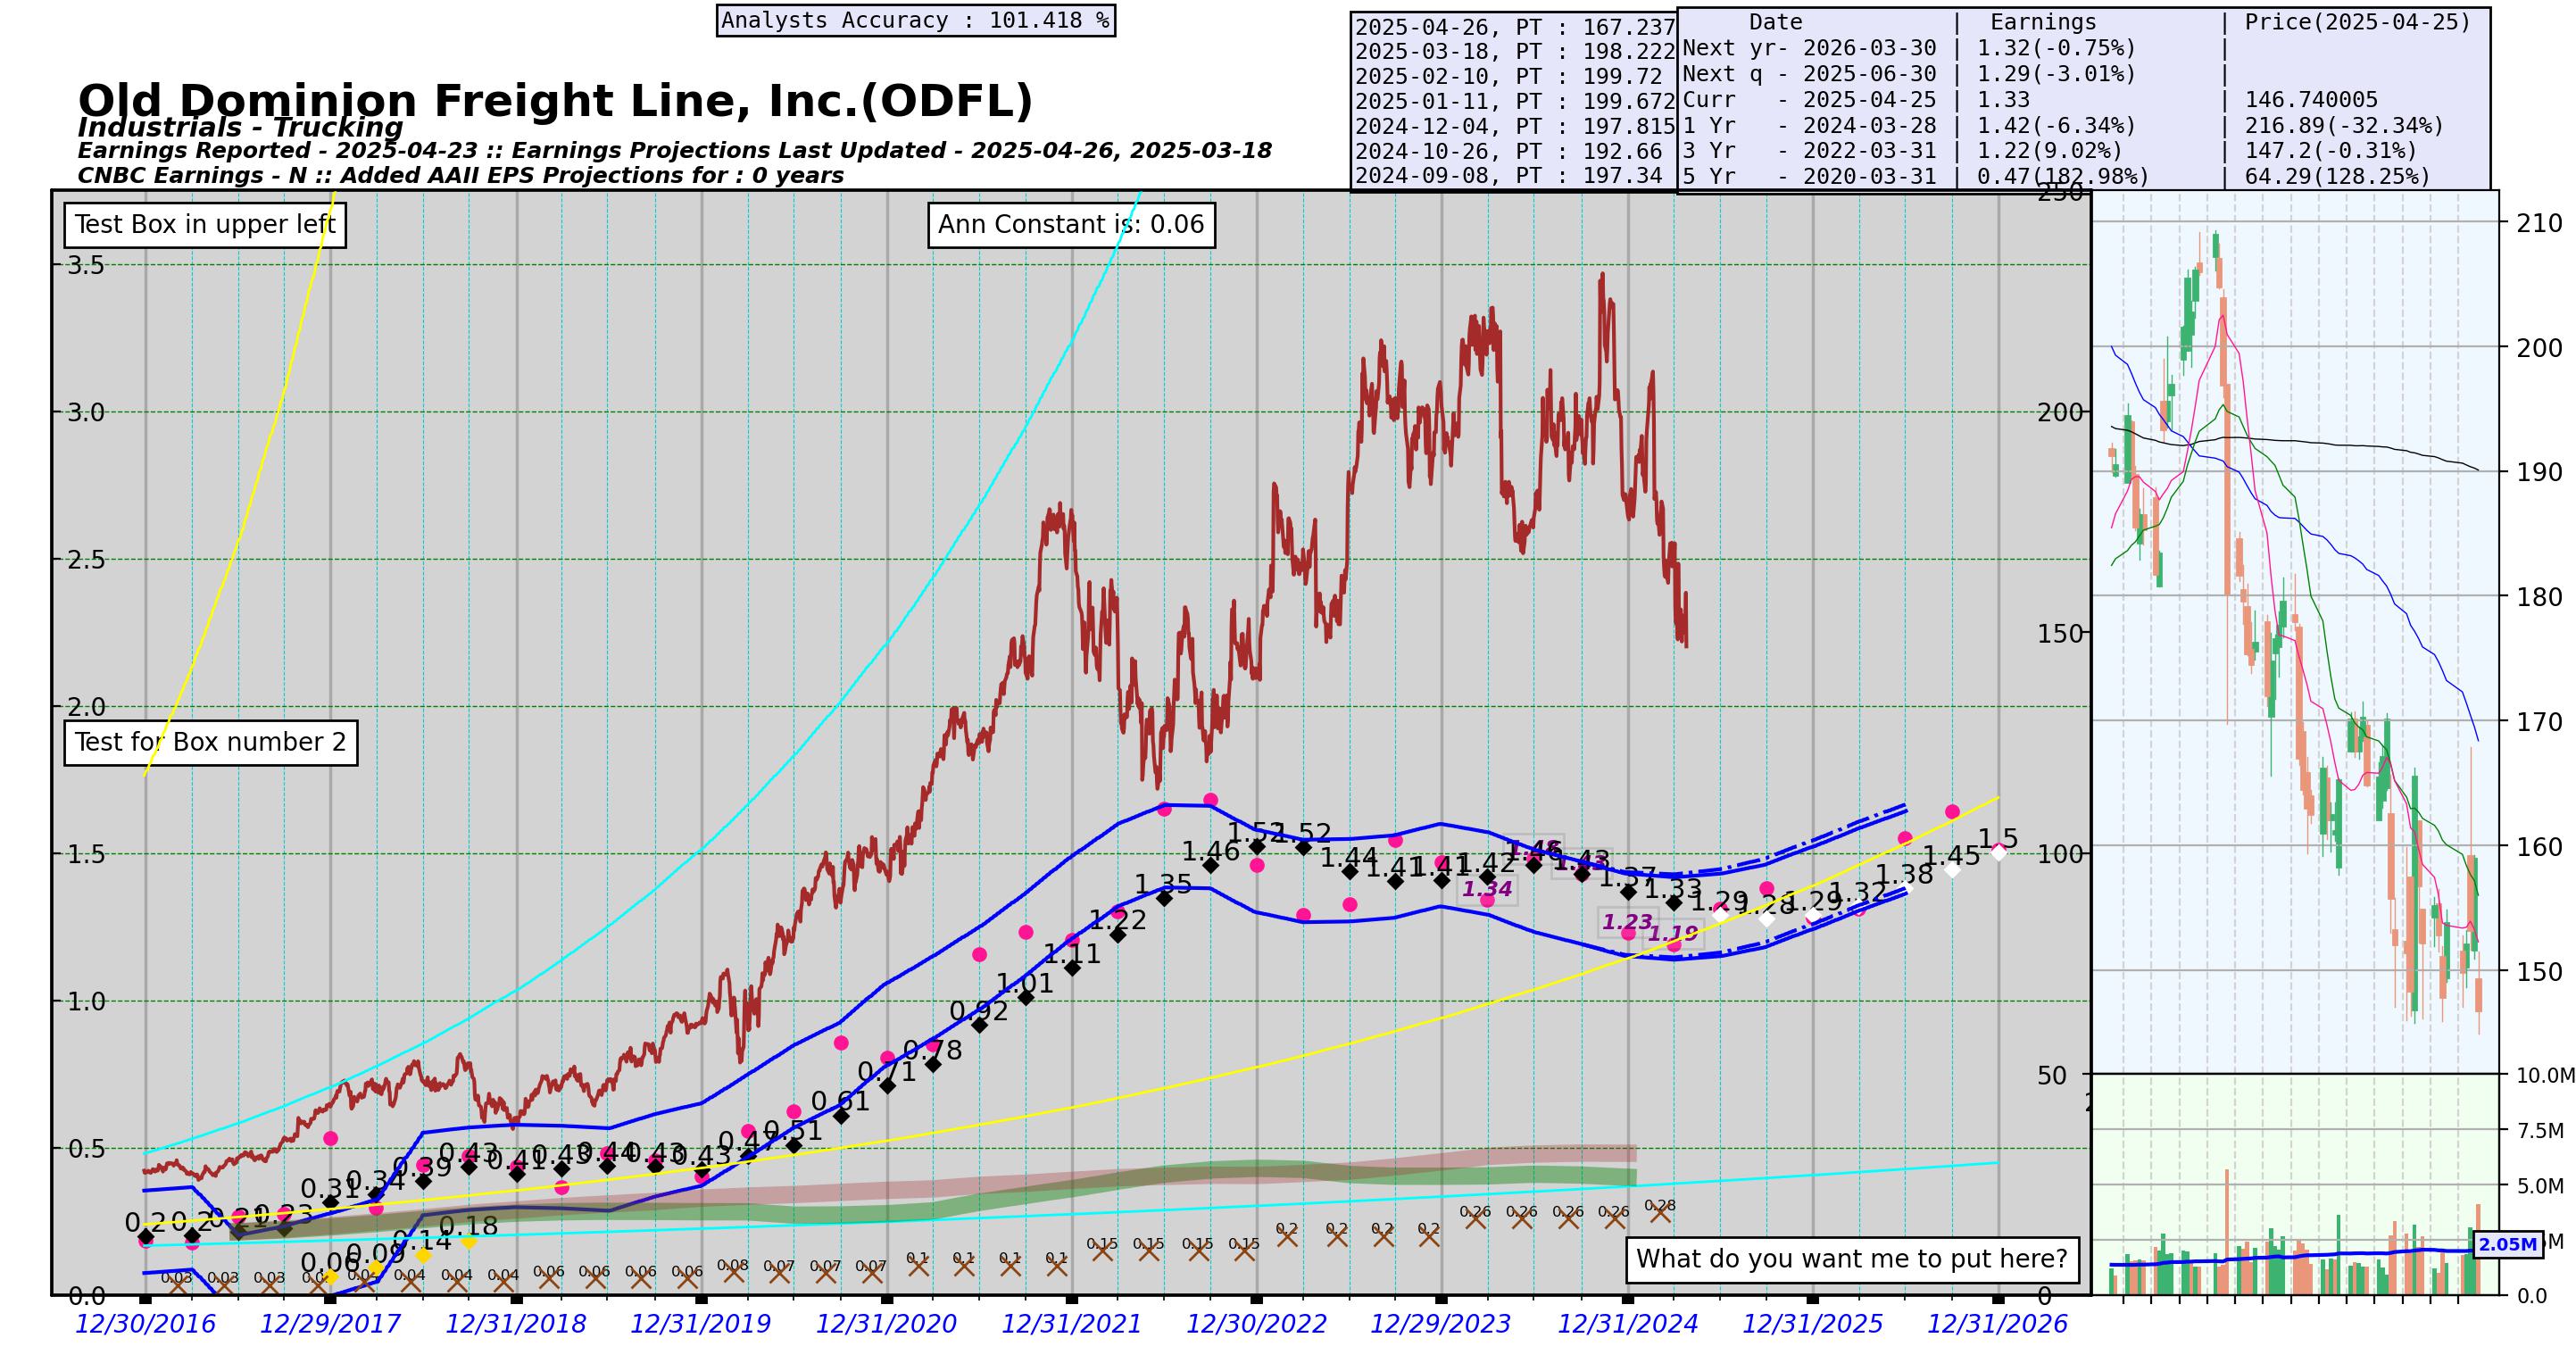 Analysts Accuracy : 101.418 %
2025-04-26, PT : 167.237
2025-03-18, PT : 198.222
2025-02-10, PT : 199.72
2025-01-11, PT : 199.672
2024-12-04, PT : 197.815
2024-10-26, PT : 192.66
2024-09-08, PT : 197.34
Date | Earnings | Price(2025-04-25)
Next yr- 2026-03-30 | 1.32(-0.75%) |
Next q - 2025-06-30 | 1.29(-3.01%) |
Curr - 2025-04-25 | 1.33 | 146.740005
1 Yr - 2024-03-28 | 1.42(-6.34%) | 216.89(-32.34%)
3 Yr - 2022-03-31 | 1.22(9.02%) | 147.2(-0.31%)
5 Yr - 2020-03-31 | 0.47(182.98%) | 64.29(128.25%)
Old Dominion Freight Line, Inc.(ODFL)
Industrials - Trucking
Earnings Reported - 2025-04-23 :: Earnings Projections Last Updated - 2025-04-26, 2025-03-18
CNBC Earnings - N :: Added AAII EPS Projections for : 0 years
Test Box in upper left
Ann Constant is: 0.06
Test for Box number 2
What do you want me to put here?
3.5
3.0
2.5
2.0
1.5
1.0
0.5
0.0
250
200
150
100
50
0
210
200
190
180
170
160
150
10.0M
7.5M
5.0M
2.05M
0.0
0.2 0.2 0.21 0.23 0.31 0.34 0.39 0.43 0.41 0.43 0.44 0.43 0.43 0.47 0.51 0.61 0.71 0.78 0.92 1.01 1.11 1.22 1.35 1.46 1.52 1.52 1.44 1.41 1.41 1.42 1.46 1.43 1.37 1.33 1.29 1.28 1.29 1.32 1.38 1.45 1.5
1.34 1.23 1.19
0.06 0.09 0.14 0.18
0.03 0.03 0.03 0.04 0.04 0.04 0.06 0.06 0.06 0.06 0.08 0.07 0.07 0.07 0.1 0.1 0.1 0.1 0.15 0.15 0.15 0.15 0.2 0.2 0.2 0.2 0.26 0.26 0.26 0.26 0.28
12/30/2016 12/29/2017 12/31/2018 12/31/2019 12/31/2020 12/31/2021 12/30/2022 12/29/2023 12/31/2024 12/31/2025 12/31/2026